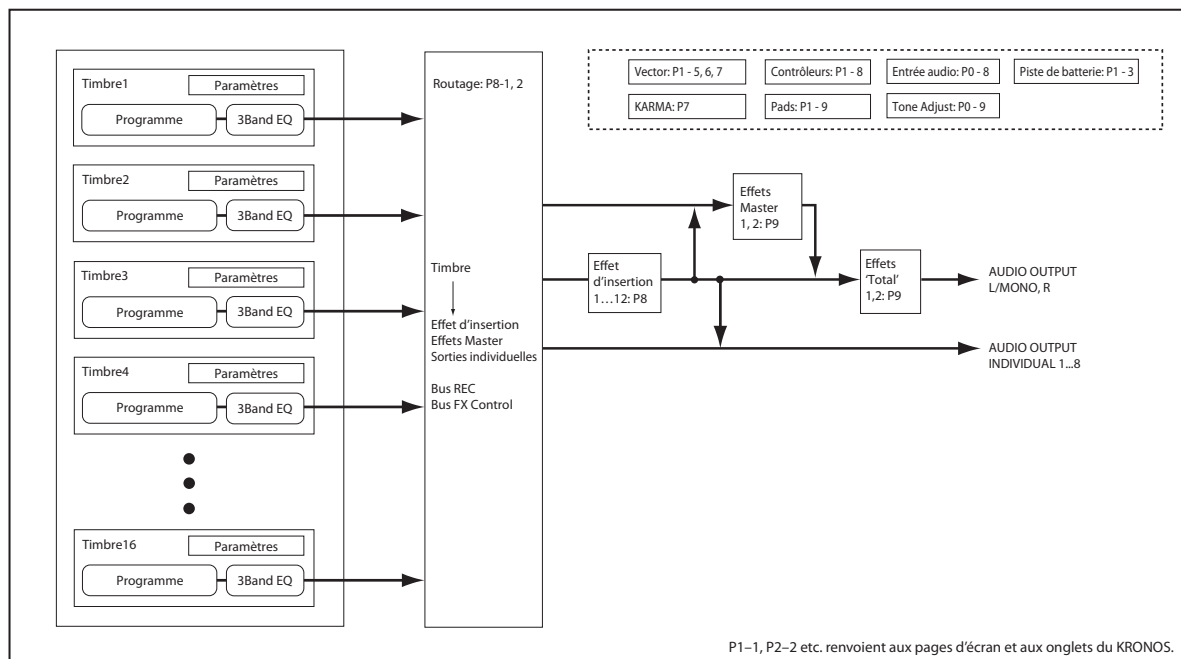 Timbre1
Paramètres
Programme
3Band EQ
Timbre2
Paramètres
Programme
3Band EQ
Timbre3
Paramètres
Programme
3Band EQ
Timbre4
Paramètres
Programme
3Band EQ
Timbre16
Paramètres
Programme
3Band EQ
Routage: P8-1, 2
Timbre
Effet d’insertion
Effets Master
Sorties individuelles
Bus REC
Bus FX Control
Vector: P1 - 5, 6, 7
Contrôleurs: P1 - 8
Entrée audio: P0 - 8
Piste de batterie: P1 - 3
KARMA: P7
Pads: P1 - 9
Tone Adjust: P0 - 9
Effets
Master
1, 2: P9
Effet
d’insertion
1…12: P8
Effets
‘Total’
1,2: P9
AUDIO OUTPUT
L/MONO, R
AUDIO OUTPUT
INDIVIDUAL 1...8
P1–1, P2–2 etc. renvoient aux pages d’écran et aux onglets du KRONOS.